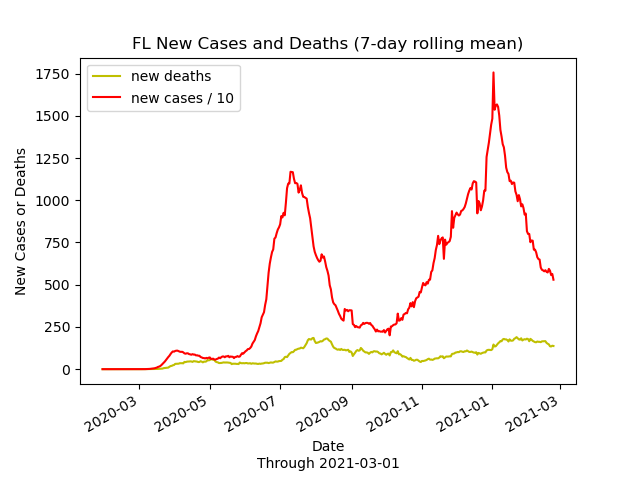 FL New Cases and Deaths (7-day rolling mean)
new deaths
new cases / 10
New Cases or Deaths
1750
1500
1250
1000
750
500
250
0
2020-03
2020-05
2020-07
2020-09
2020-11
2021-01
2021-03
Date
Through 2021-03-01